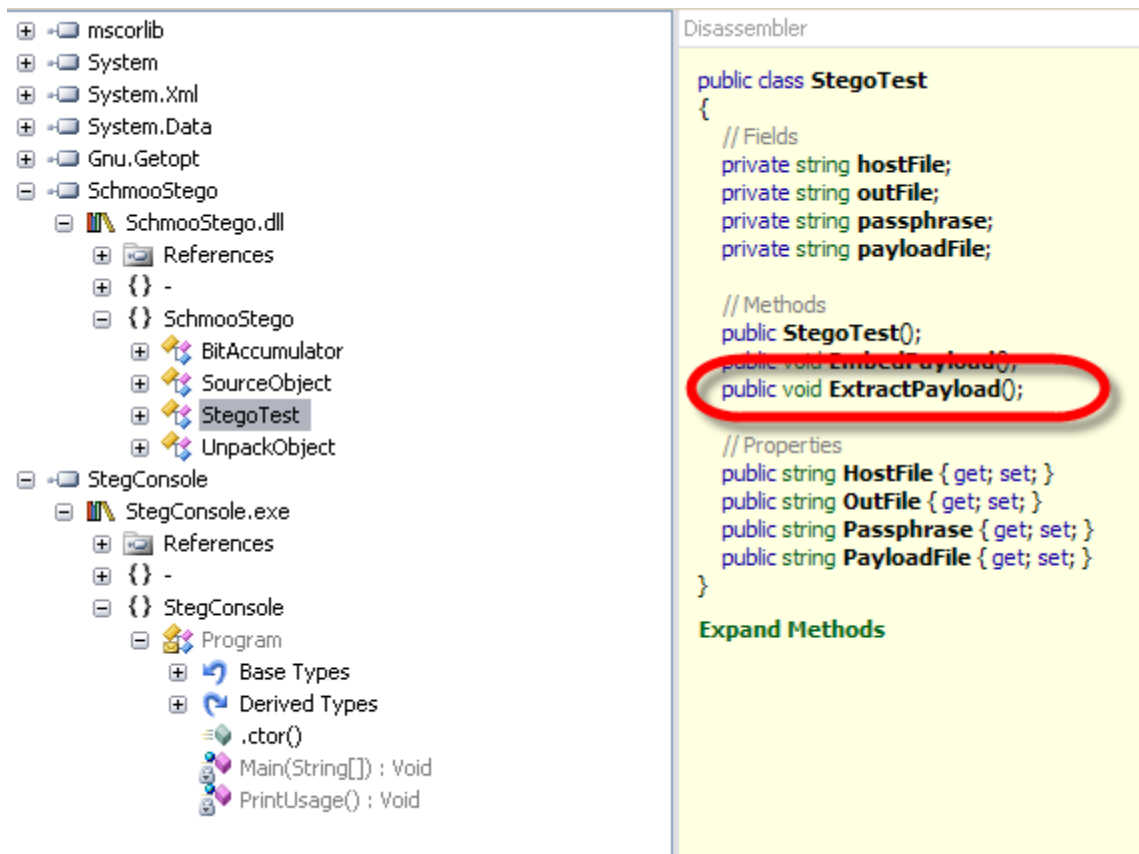 mscorlib
System
System.Xml
System.Data
Gnu.Getopt
SchmooStego
SchmooStego.dll
References
{} -
{} SchmooStego
BitAccumulator
SourceObject
StegoTest
UnpackObject
StegConsole
StegConsole.exe
References
{} -
{} StegConsole
Program
Base Types
Derived Types
.ctor()
Main(String[]) : Void
PrintUsage() : Void
Disassembler
public class StegoTest
{
// Fields
private string hostFile;
private string outFile;
private string passphrase;
private string payloadFile;
// Methods
public StegoTest();
public void EmbedPayload();
public void ExtractPayload();
// Properties
public string HostFile { get; set; }
public string OutFile { get; set; }
public string Passphrase { get; set; }
public string PayloadFile { get; set; }
}
Expand Methods